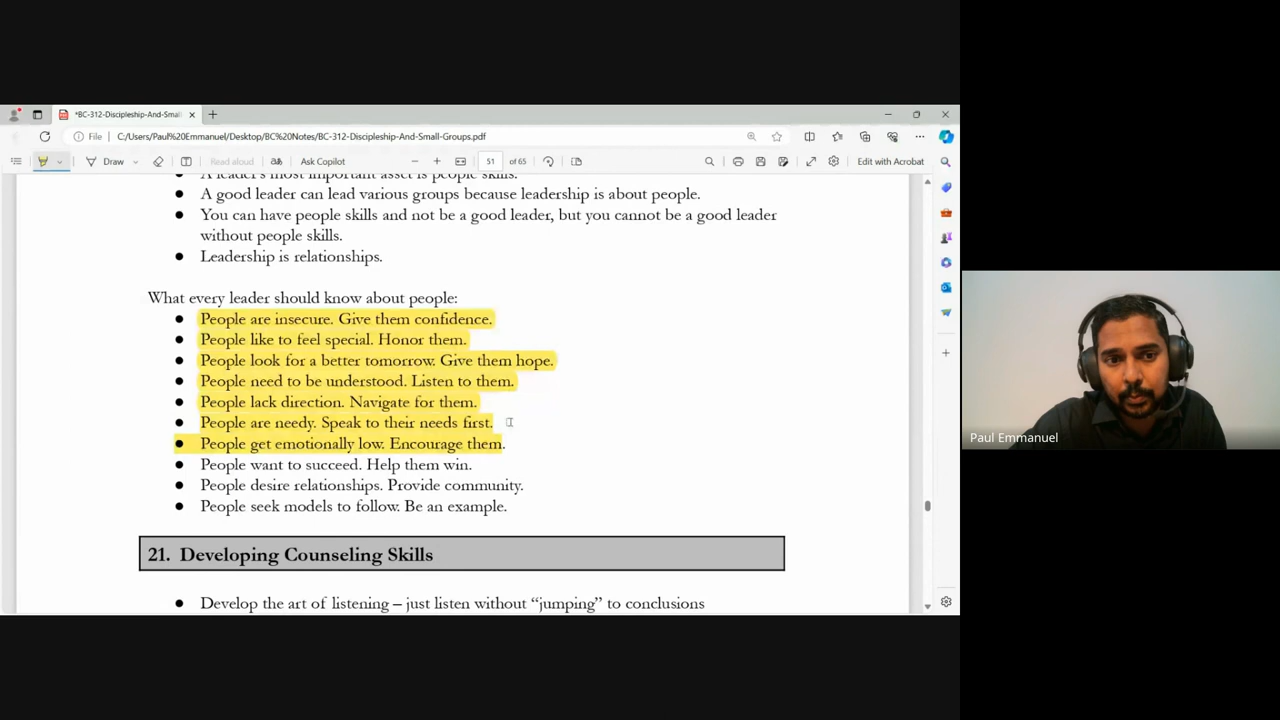 *BC-312-Discipleship-And-Smal
File
C:/Users/Paul%20Emmanuel/Desktop/BC%20Notes/BC-312-Discipleship-And-Small-Groups.pdf
Draw
Read aloud
Ask Copilot
51
of 65
Edit with Acrobat
A leader's most important asset is people skills.
● A good leader can lead various groups because leadership is about people.
● You can have people skills and not be a good leader, but you cannot be a good leader
without people skills.
● Leadership is relationships.
What every leader should know about people:
● People are insecure. Give them confidence.
● People like to feel special. Honor them.
● People look for a better tomorrow. Give them hope.
● People need to be understood. Listen to them.
● People lack direction. Navigate for them.
● People are needy. Speak to their needs first.
● People get emotionally low. Encourage them.
● People want to succeed. Help them win.
● People desire relationships. Provide community.
● People seek models to follow. Be an example.
21. Developing Counseling Skills
● Develop the art of listening – just listen without “jumping” to conclusions
Paul Emmanuel